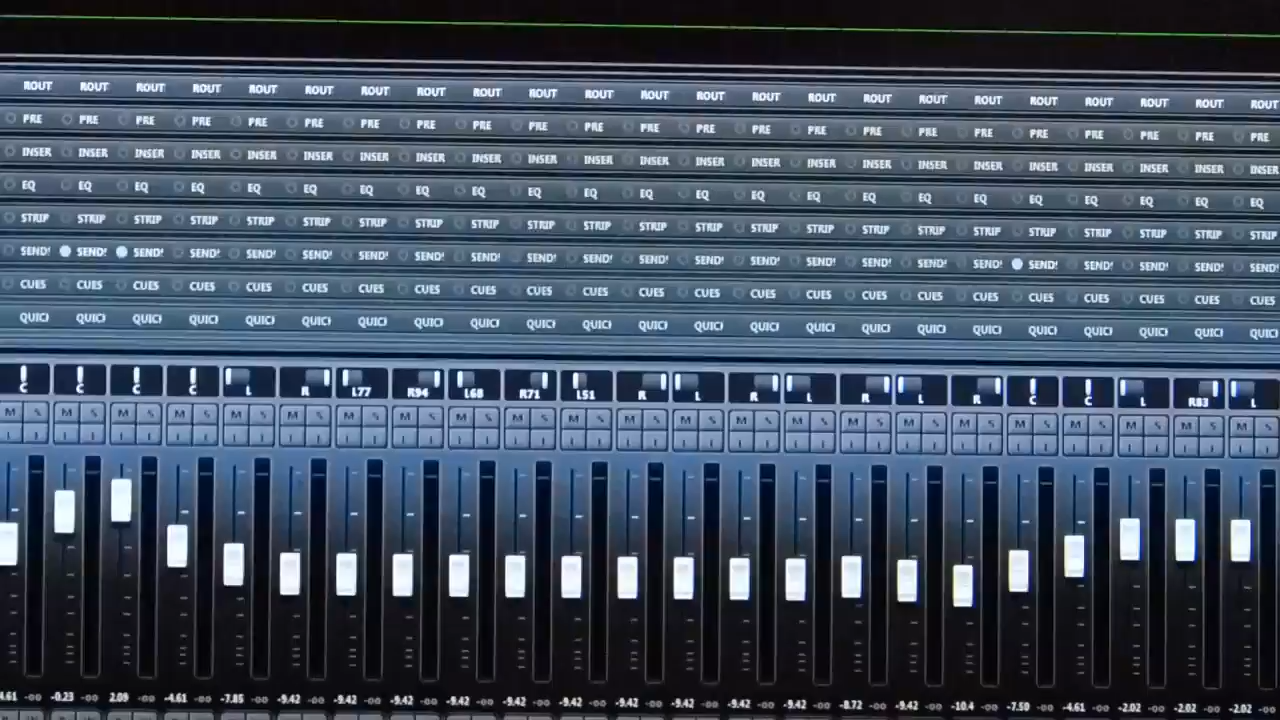 ROUT ROUT ROUT ROUT ROUT ROUT ROUT ROUT ROUT ROUT ROUT ROUT ROUT ROUT ROUT ROUT ROUT ROUT ROUT ROUT ROUT ROUT ROUT
PRE PRE PRE PRE PRE PRE PRE PRE PRE PRE PRE PRE PRE PRE PRE PRE PRE PRE PRE PRE PRE PRE PRE
INSER INSER INSER INSER INSER INSER INSER INSER INSER INSER INSER INSER INSER INSER INSER INSER INSER INSER INSER INSER INSER INSER INSER
EQ EQ EQ EQ EQ EQ EQ EQ EQ EQ EQ EQ EQ EQ EQ EQ EQ EQ EQ EQ EQ EQ EQ
STRIP STRIP STRIP STRIP STRIP STRIP STRIP STRIP STRIP STRIP STRIP STRIP STRIP STRIP STRIP STRIP STRIP STRIP STRIP STRIP STRIP STRIP STRIP
SEND! SEND! SEND! SEND! SEND! SEND! SEND! SEND! SEND! SEND! SEND! SEND! SEND! SEND! SEND! SEND! SEND! SEND! SEND! SEND! SEND! SEND! SEND!
CUES CUES CUES CUES CUES CUES CUES CUES CUES CUES CUES CUES CUES CUES CUES CUES CUES CUES CUES CUES CUES CUES CUES
QUICI QUICI QUICI QUICI QUICI QUICI QUICI QUICI QUICI QUICI QUICI QUICI QUICI QUICI QUICI QUICI QUICI QUICI QUICI QUICI QUICI QUICI QUICI
C C C C L R L77 R94 L68 R71 L51 R L R L R L R C C L R83 L
M S M S M S M S M S M S M S M S M S M S M S M S M S M S M S M S M S M S M S M S M S M S M S
4.61 -oo -0.23 -oo 2.09 -oo -4.61 -oo -7.85 -oo -9.42 -oo -9.42 -oo -9.42 -oo -9.42 -oo -9.42 -oo -9.42 -oo -9.42 -oo -9.42 -oo -9.42 -oo -9.42 -oo -8.72 -oo -9.42 -oo -10.4 -oo -7.50 -oo -4.61 -oo -2.02 -oo -2.02 -oo -2.02 -oo